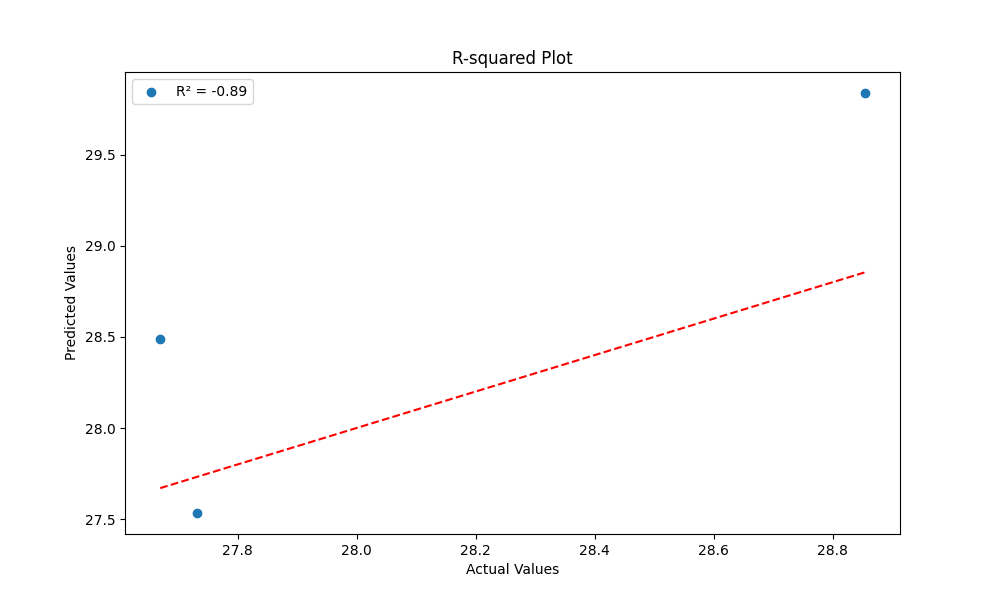 R-squared Plot
R² = -0.89
29.5
29.0
28.5
28.0
27.5
Predicted Values
27.8 28.0 28.2 28.4 28.6 28.8
Actual Values